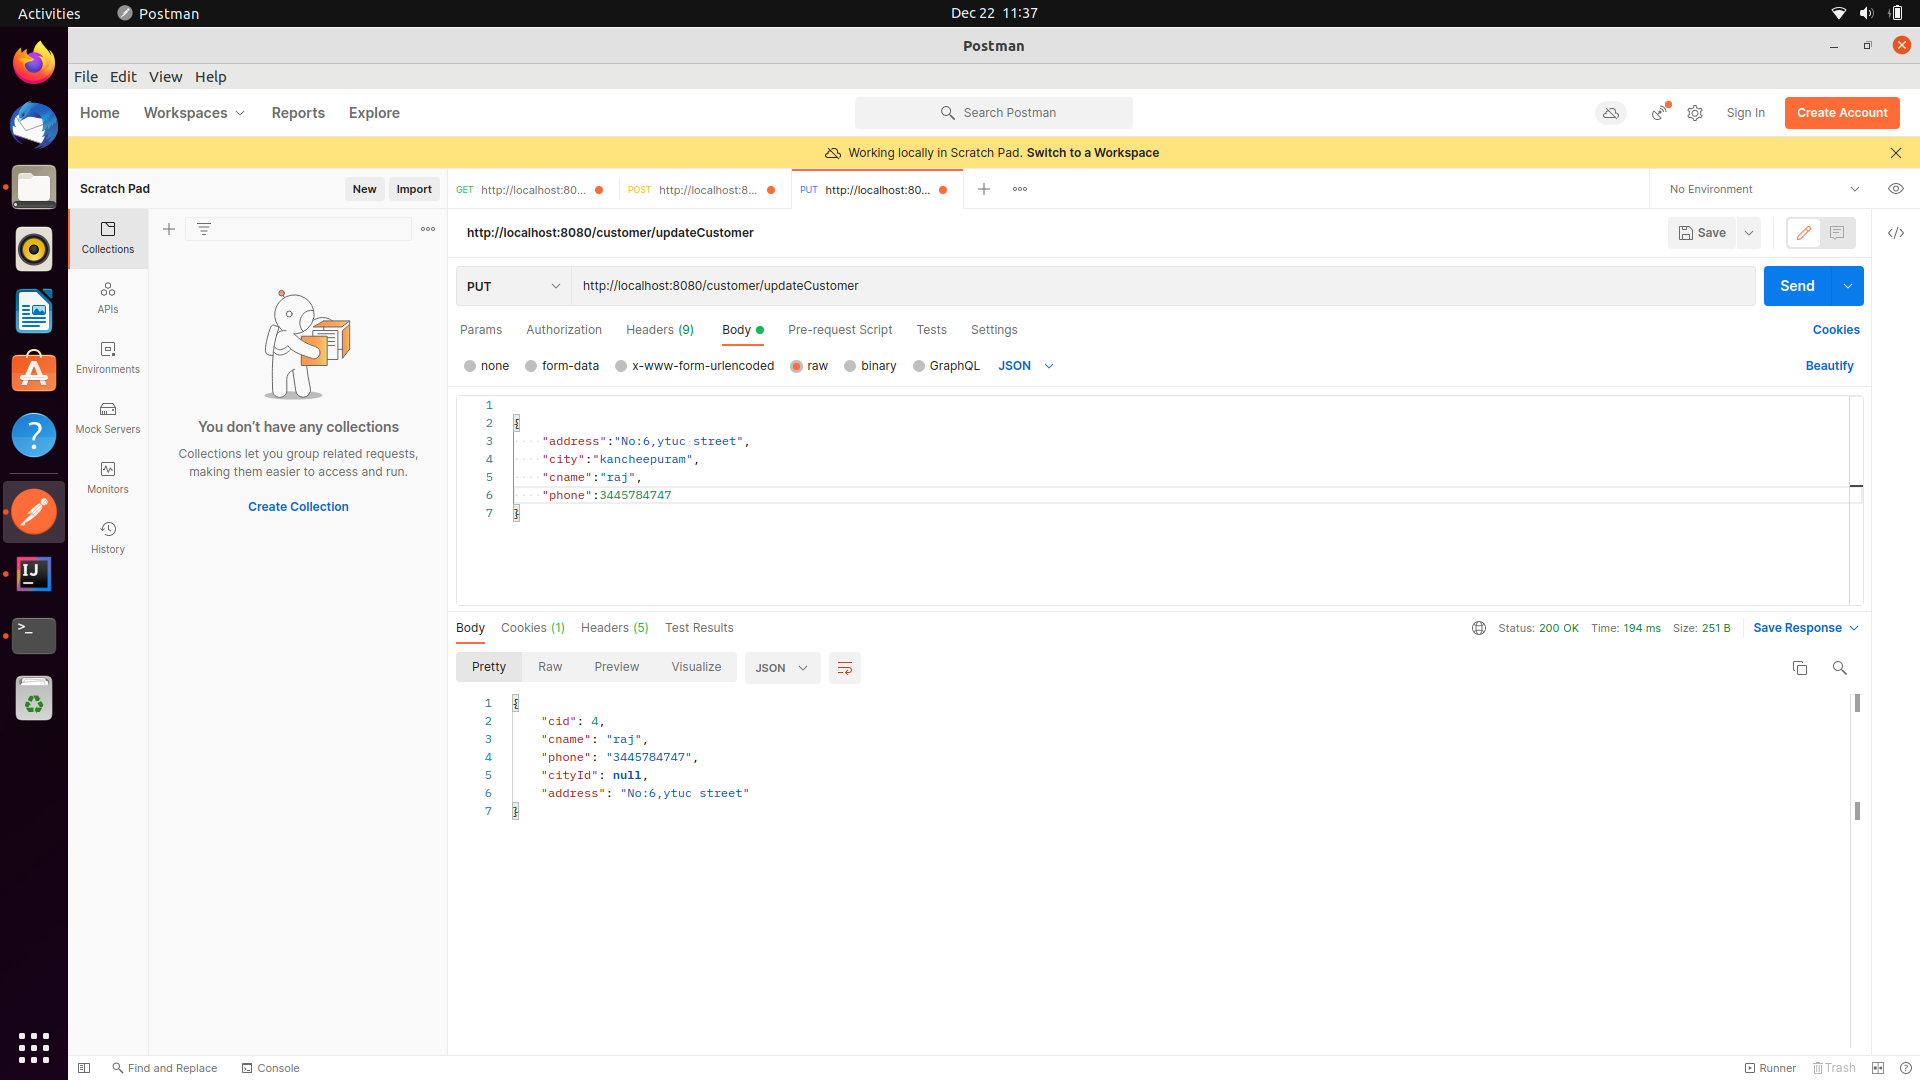 Activities
Postman
Dec 22 11:37
Postman
File Edit View Help
Home Workspaces Reports Explore
Search Postman
Sign In
Create Account
Working locally in Scratch Pad. Switch to a Workspace
Scratch Pad
New
Import
GET http://localhost:80...
POST http://localhost:8...
PUT http://localhost:80...
No Environment
Collections
APIs
Environments
Mock Servers
Monitors
History
You don't have any collections
Collections let you group related requests,
making them easier to access and run.
Create Collection
http://localhost:8080/customer/updateCustomer
Save
PUT
http://localhost:8080/customer/updateCustomer
Send
Params Authorization Headers (9) Body Pre-request Script Tests Settings
Cookies
none form-data x-www-form-urlencoded raw binary GraphQL JSON
Beautify
1
2 {
3 "address":"No:6,ytuc street",
4 "city":"kancheepuram",
5 "cname":"raj",
6 "phone":3445784747
7 }
Body Cookies (1) Headers (5) Test Results
Status: 200 OK Time: 194 ms Size: 251 B
Save Response
Pretty Raw Preview Visualize JSON
1 {
2 "cid": 4,
3 "cname": "raj",
4 "phone": "3445784747",
5 "cityId": null,
6 "address": "No:6,ytuc street"
7 }
Find and Replace
Console
Runner
Trash